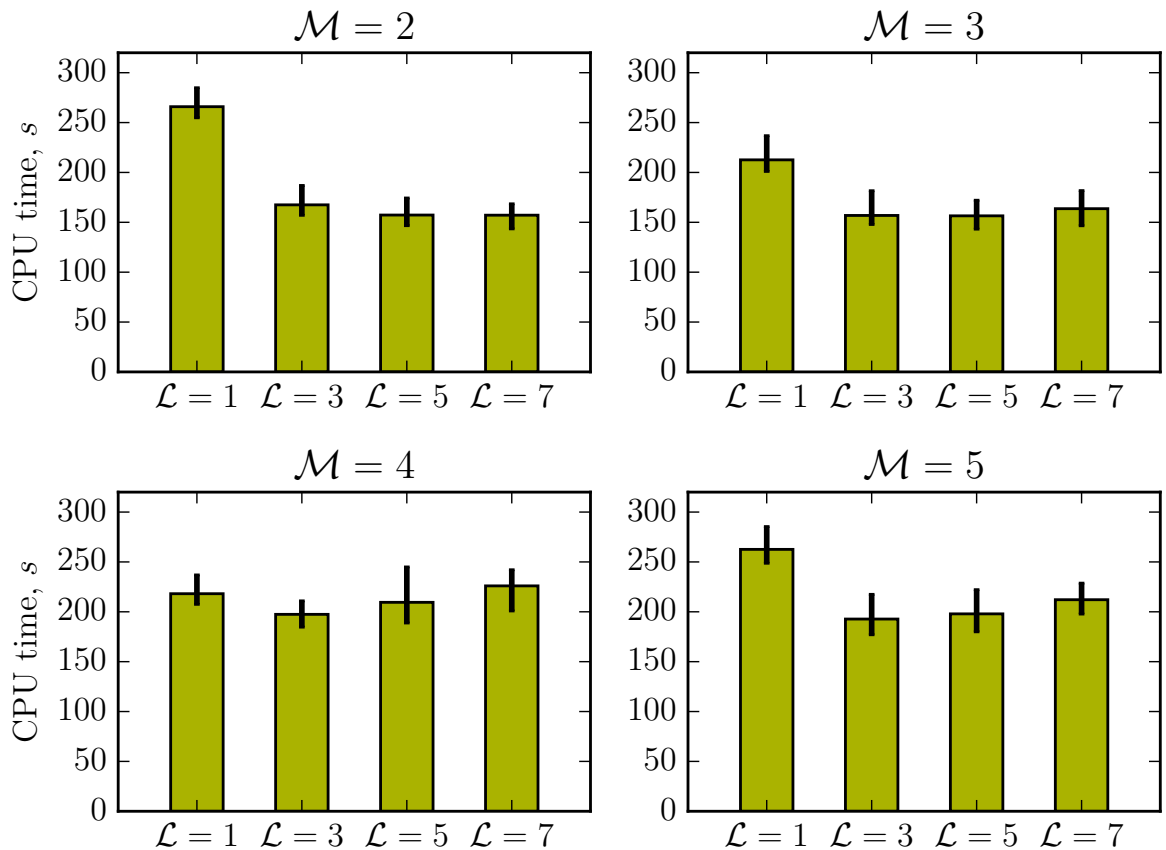 ℳ = 2
CPU time, s
300
250
200
150
100
50
0
ℒ = 1 ℒ = 3 ℒ = 5 ℒ = 7
ℳ = 3
300
250
200
150
100
50
0
ℒ = 1 ℒ = 3 ℒ = 5 ℒ = 7
ℳ = 4
CPU time, s
300
250
200
150
100
50
0
ℒ = 1 ℒ = 3 ℒ = 5 ℒ = 7
ℳ = 5
300
250
200
150
100
50
0
ℒ = 1 ℒ = 3 ℒ = 5 ℒ = 7